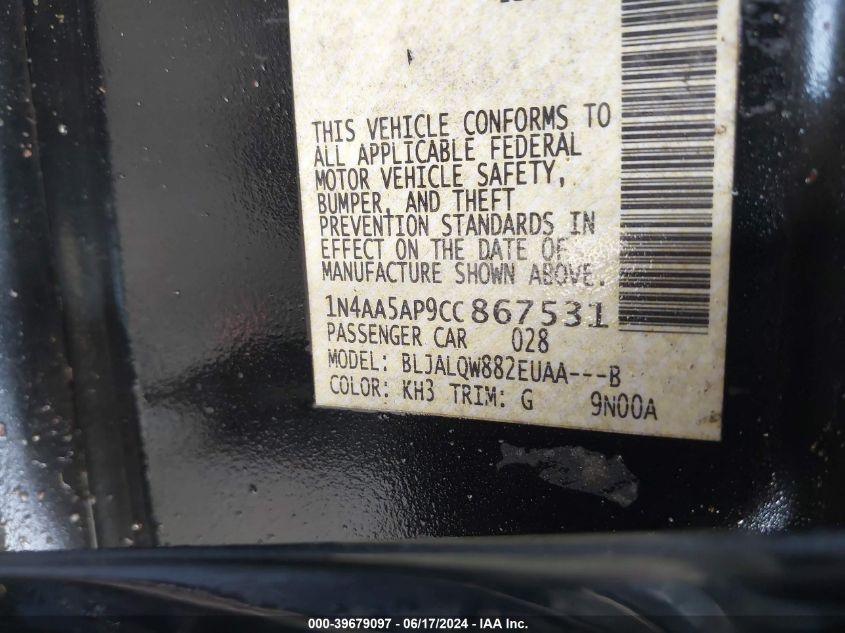 THIS VEHICLE CONFORMS TO
ALL APPLICABLE FEDERAL
MOTOR VEHICLE SAFETY,
BUMPER, AND THEFT
PREVENTION STANDARDS IN
EFFECT ON THE DATE OF
MANUFACTURE SHOWN ABOVE.
1N4AA5AP9CC867531
PASSENGER CAR 028
MODEL: BLJALQW882EUAA---B
COLOR: KH3 TRIM: G 9N00A
000-39679097 - 06/17/2024 - IAA Inc.